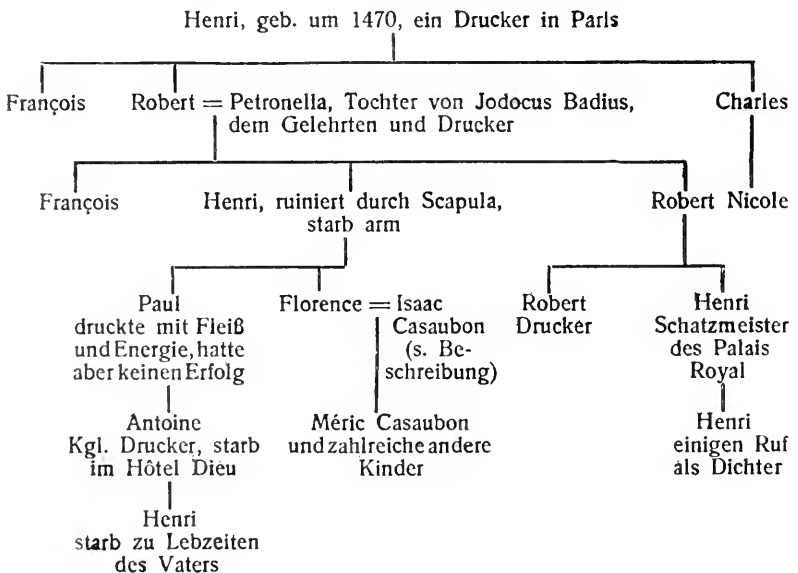 Henri, geb. um 1470, ein Drucker in Paris
François Robert = Petronella, Tochter von Jodocus Badius, Charles
dem Gelehrten und Drucker
François Henri, ruiniert durch Scapula, Robert Nicole
starb arm
Paul Florence = Isaac Robert Henri
druckte mit Fleiß Casaubon Drucker Schatzmeister
und Energie, hatte (s. Be- des Palais
aber keinen Erfolg schreibung) Royal
Antoine Méric Casaubon Henri
Kgl. Drucker, starb und zahlreiche andere einigen Ruf
im Hôtel Dieu Kinder als Dichter
Henri
starb zu Lebzeiten
des Vaters